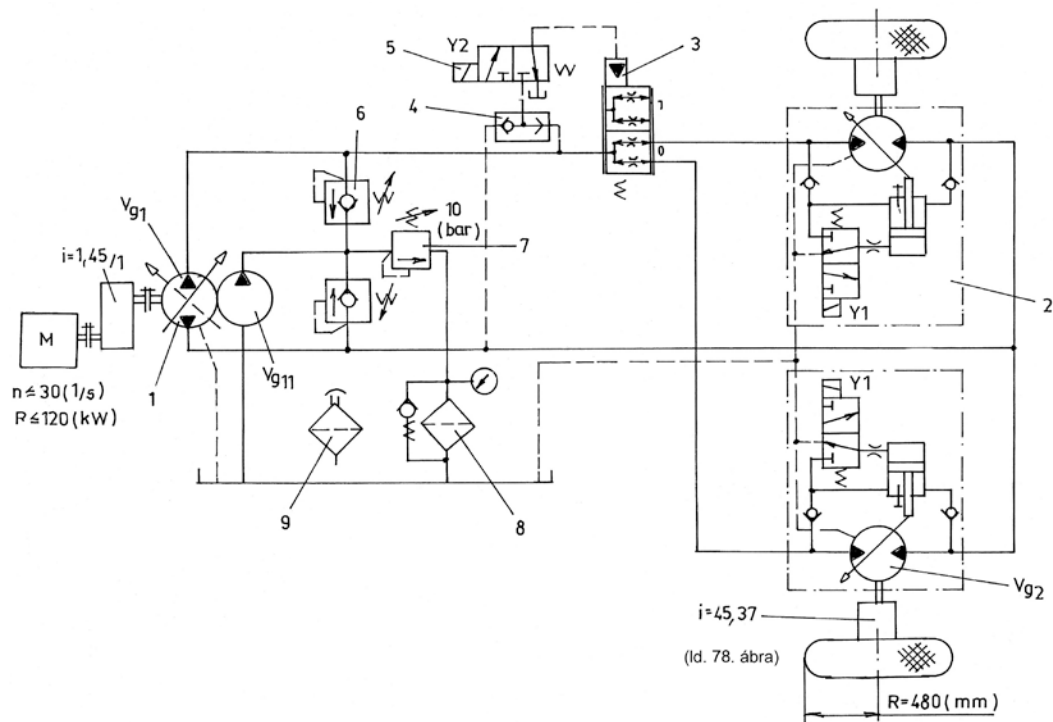 Y2
5
3
4
1
0
6
Vg1
10
(bar)
7
i=1,45/1
M
Vg11
1
n≤30(1/s)
P≤120(kW)
9
8
Y1
2
Y1
Vg2
i=45,37
(ld. 78. ábra)
R=480(mm)